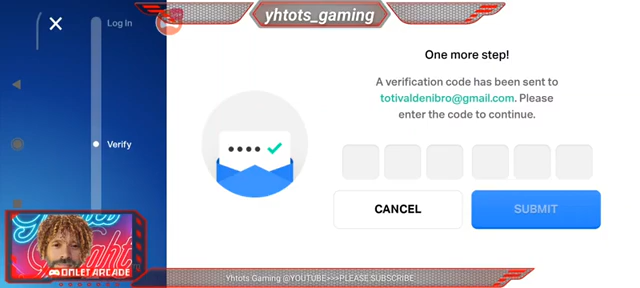 yhtots_gaming
Log In
One more step!
A verification code has been sent to
totivaldenibro@gmail.com. Please
enter the code to continue.
Verify
CANCEL
SUBMIT
ONLET ARCADE
Yhtots Gaming @YOUTUBE>>>PLEASE SUBSCRIBE